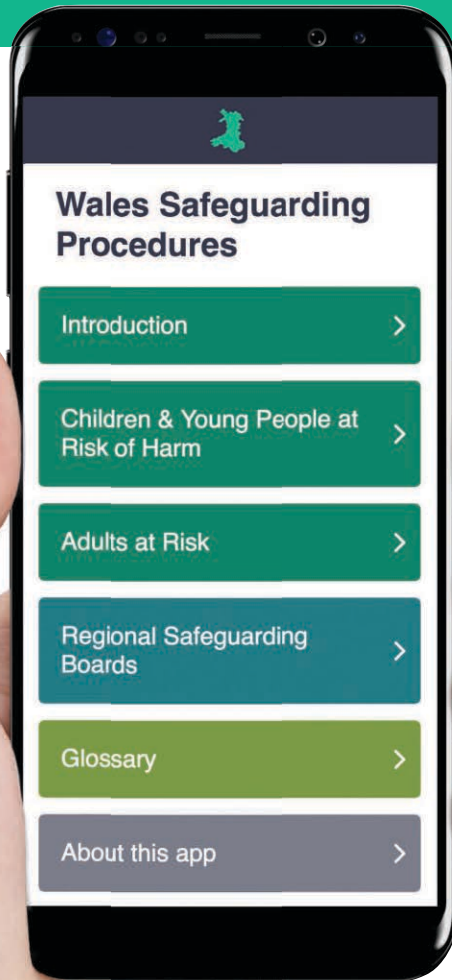 Wales Safeguarding
Procedures
Introduction
Children & Young People at
Risk of Harm
Adults at Risk
Regional Safeguarding
Boards
Glossary
About this app